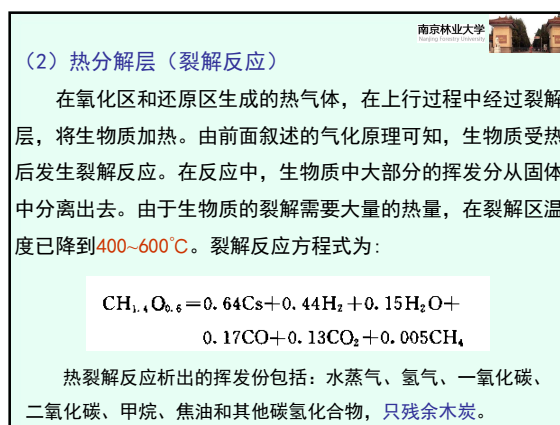 南京林业大学
Nanjing Forestry University
（2）热分解层（裂解反应）
在氧化区和还原区生成的热气体，在上行过程中经过裂解
层，将生物质加热。由前面叙述的气化原理可知，生物质受热
后发生裂解反应。在反应中，生物质中大部分的挥发分从固体
中分离出去。由于生物质的裂解需要大量的热量，在裂解区温
度已降到400~600℃。裂解反应方程式为：
CH₁.₄O₀.₆=0.64Cs+0.44H₂+0.15H₂O+
0.17CO+0.13CO₂+0.005CH₄
热裂解反应析出的挥发份包括：水蒸气、氢气、一氧化碳、
二氧化碳、甲烷、焦油和其他碳氢化合物，只残余木炭。